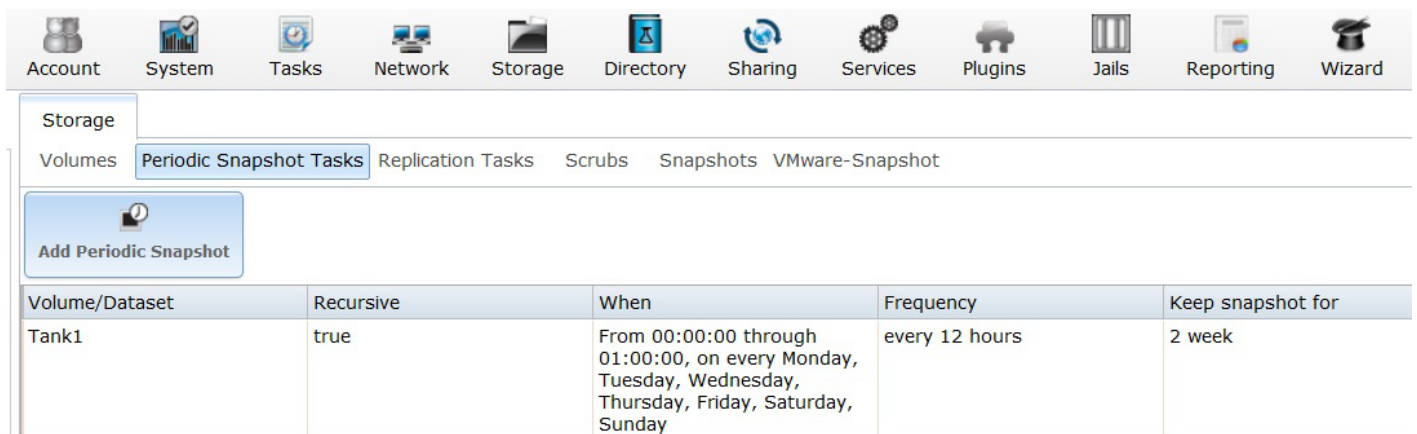 Account System Tasks Network Storage Directory Sharing Services Plugins Jails Reporting Wizard
Storage
Volumes Periodic Snapshot Tasks Replication Tasks Scrubs Snapshots VMware-Snapshot
Add Periodic Snapshot
Volume/Dataset Recursive When Frequency Keep snapshot for
Tank1 true From 00:00:00 through every 12 hours 2 week
01:00:00, on every Monday,
Tuesday, Wednesday,
Thursday, Friday, Saturday,
Sunday